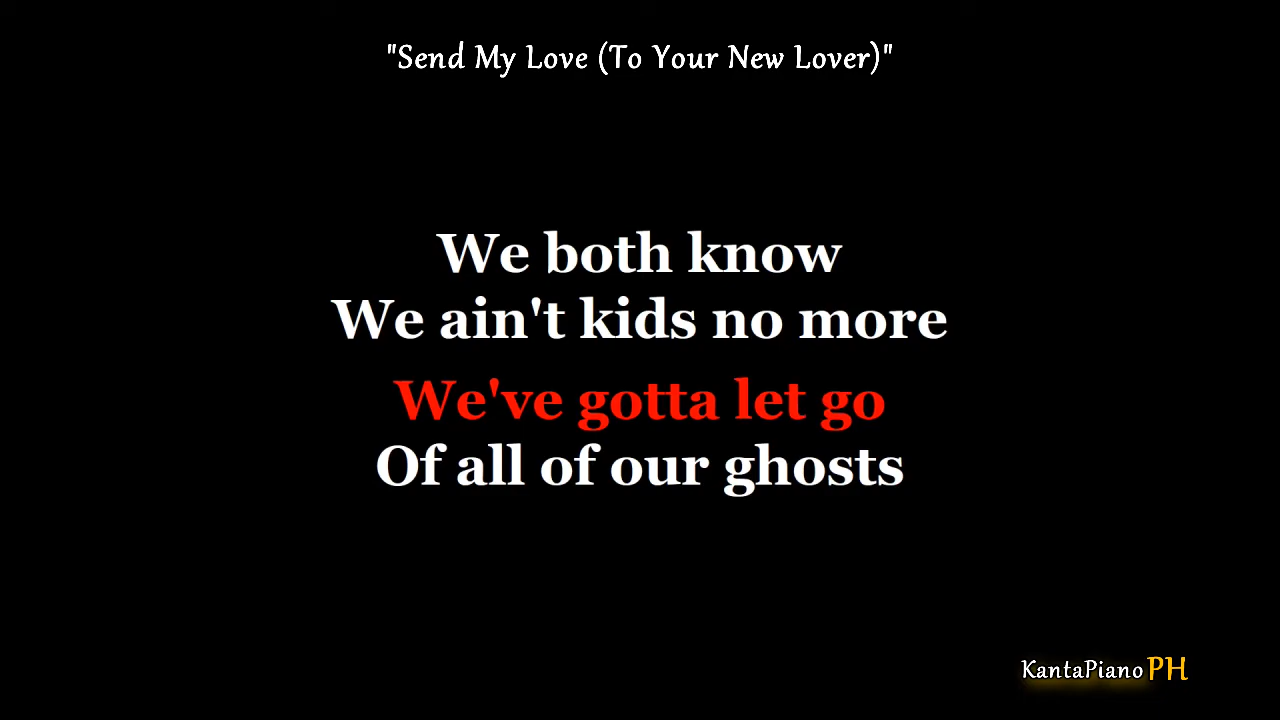 "Send My Love (To Your New Lover)"
We both know
We ain't kids no more
We've gotta let go
Of all of our ghosts
KantaPiano PH